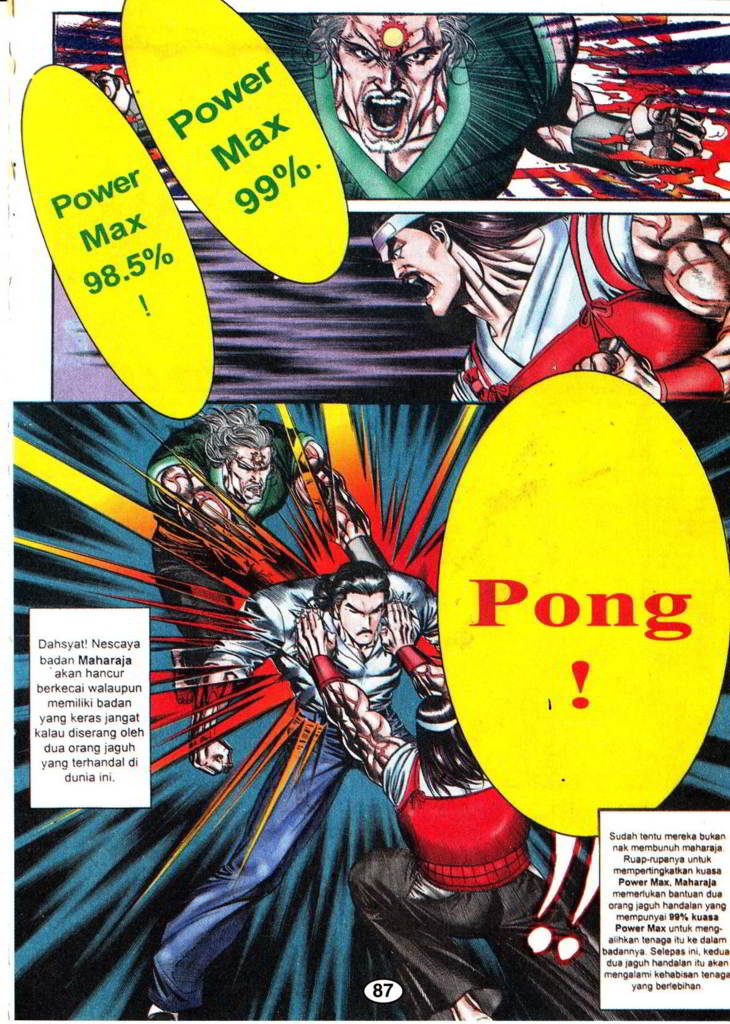 Power
Max
99%.
Power
Max
98.5%
!
Pong
!
Dahsyat! Nescaya
badan Maharaja
akan hancur
berkecai walaupun
memiliki badan
yang keras jangat
kalau diserang oleh
dua orang jaguh
yang terhandal di
dunia ini.
Sudah tentu mereka bukan
nak membunuh maharaja.
Ruap-rupanya untuk
mempertingkatkan kuasa
Power Max, Maharaja
memerlukan bantuan dua
orang jaguh handalan yang
mempunyai 99% kuasa
Power Max untuk meng-
alihkan tenaga itu ke dalam
badannya. Selepas ini, kedua
dua jaguh handalan itu akan
mengalami kehabisan tenaga
yang berlebihan.
87